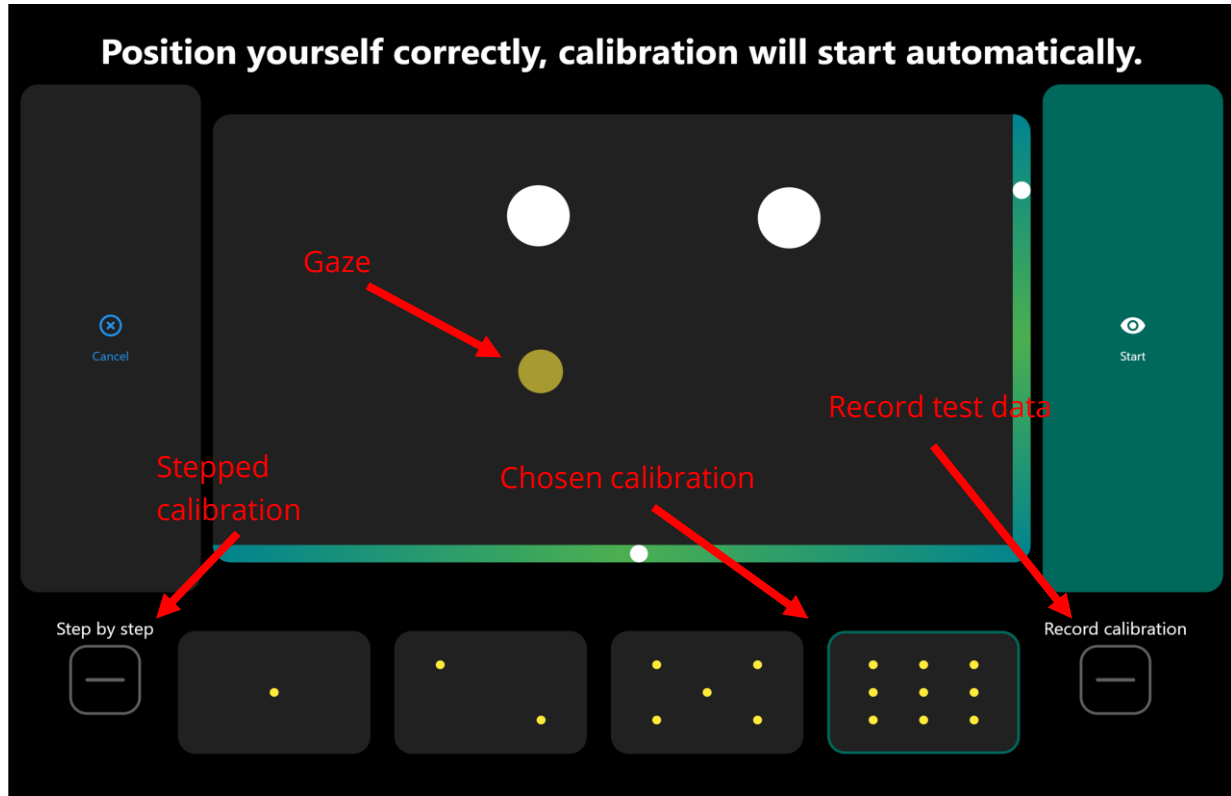 Position yourself correctly, calibration will start automatically.
Gaze
Cancel
Start
Record test data
Stepped
calibration
Chosen calibration
Step by step
Record calibration